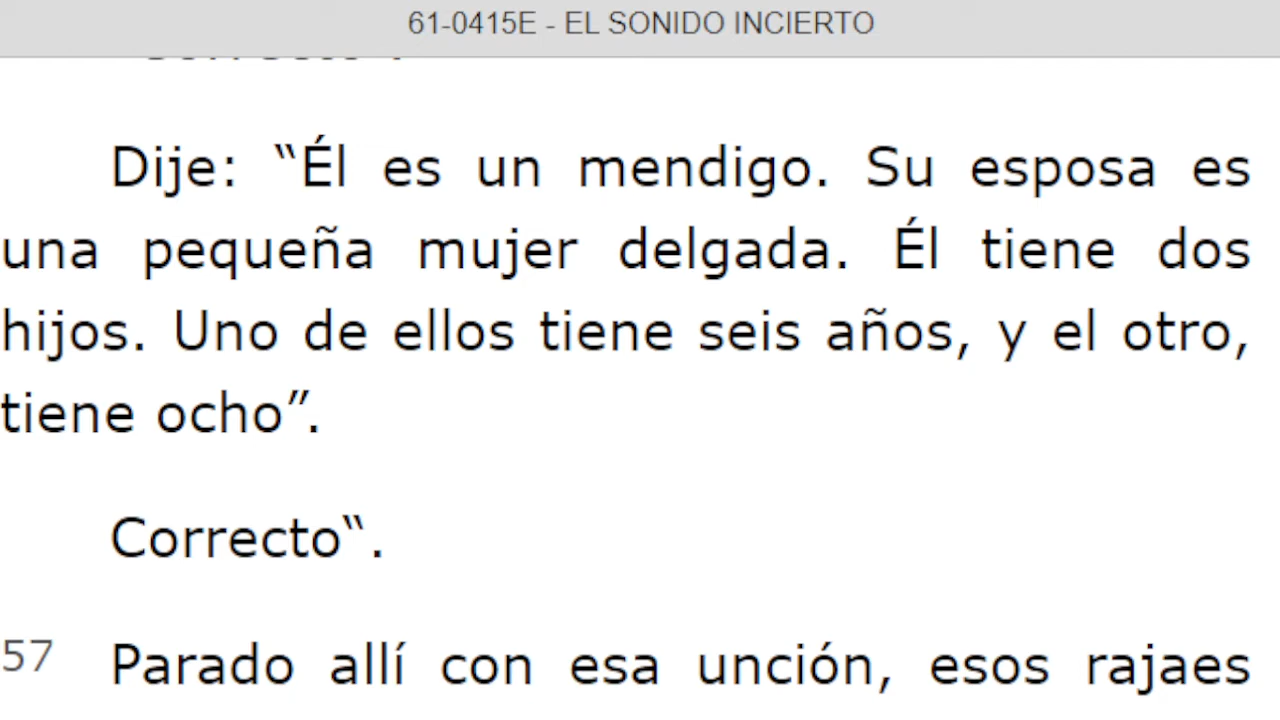 61-0415E - EL SONIDO INCIERTO
Dije: “Él es un mendigo. Su esposa es
una pequeña mujer delgada. Él tiene dos
hijos. Uno de ellos tiene seis años, y el otro,
tiene ocho”.
Correcto“.
57 Parado allí con esa unción, esos rajaes